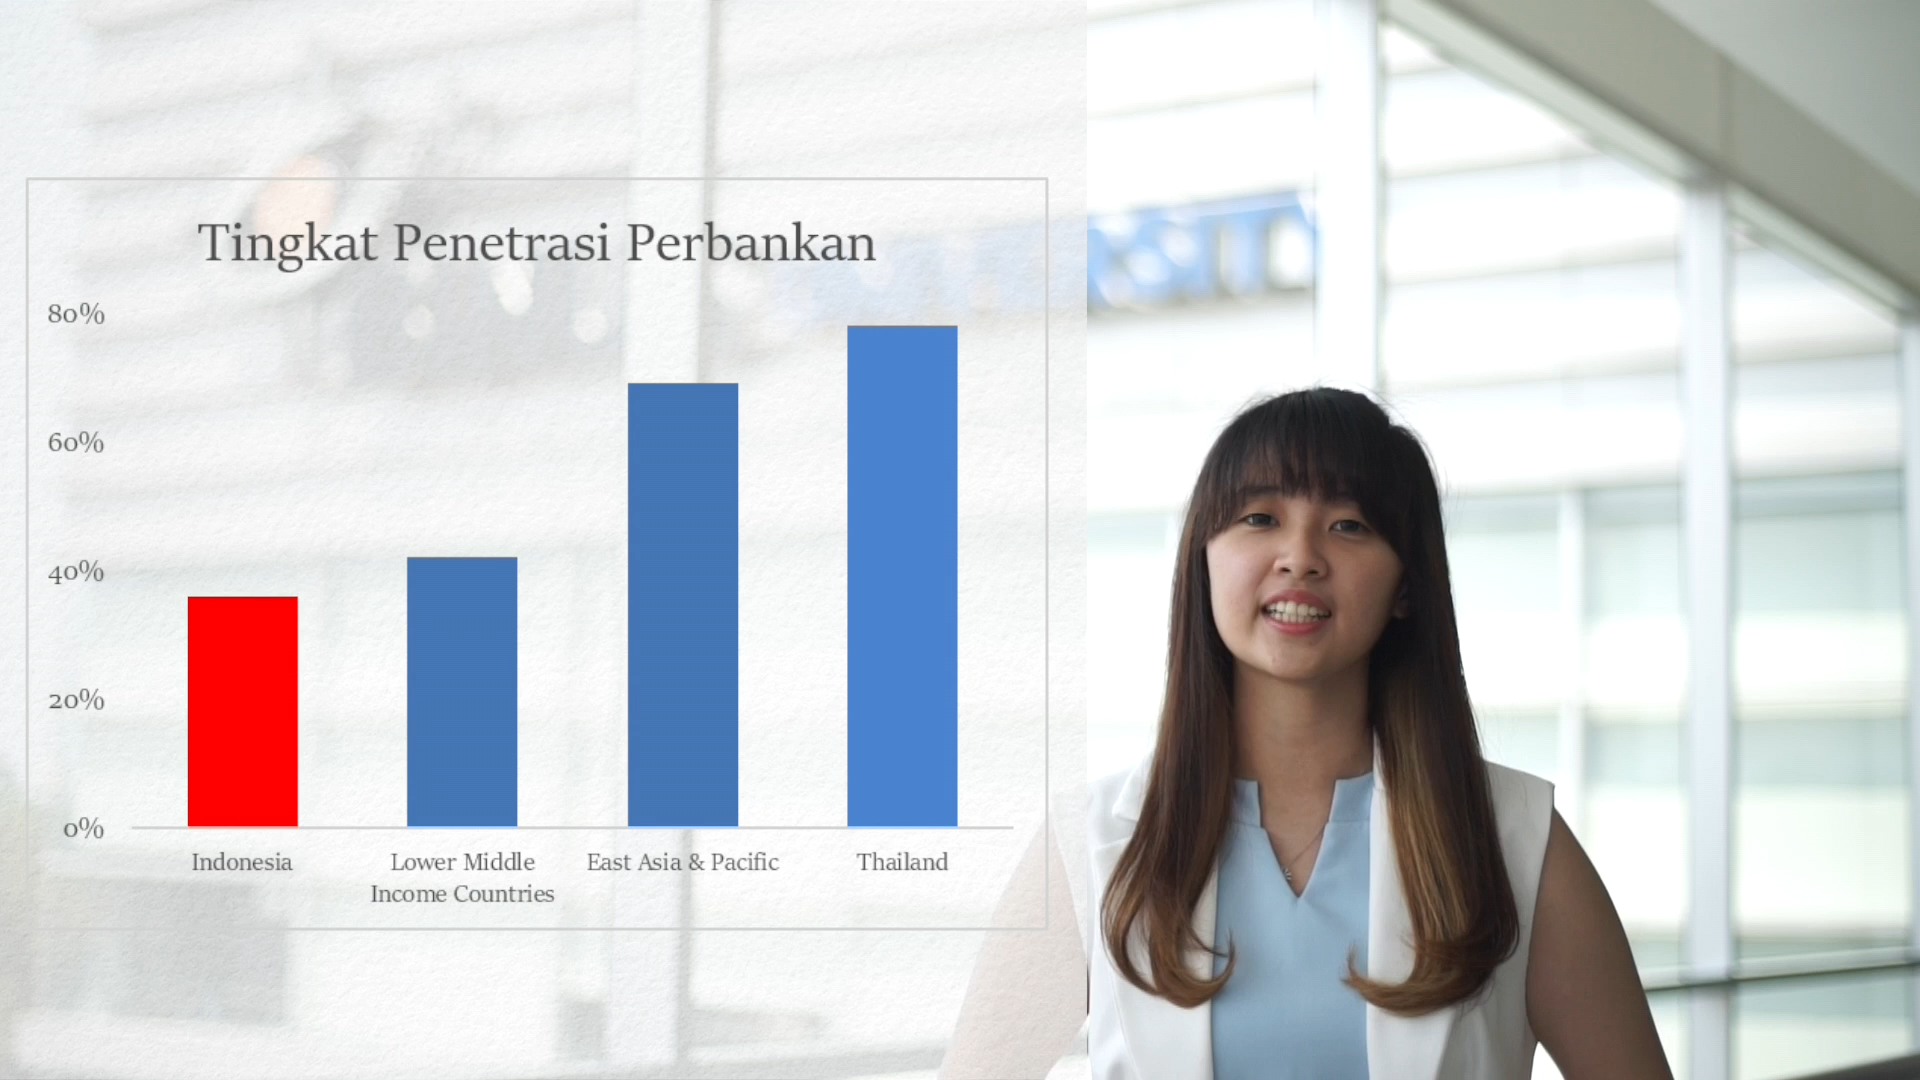 Tingkat Penetrasi Perbankan
80%
60%
40%
20%
0%
Indonesia
Lower Middle
Income Countries
East Asia & Pacific
Thailand